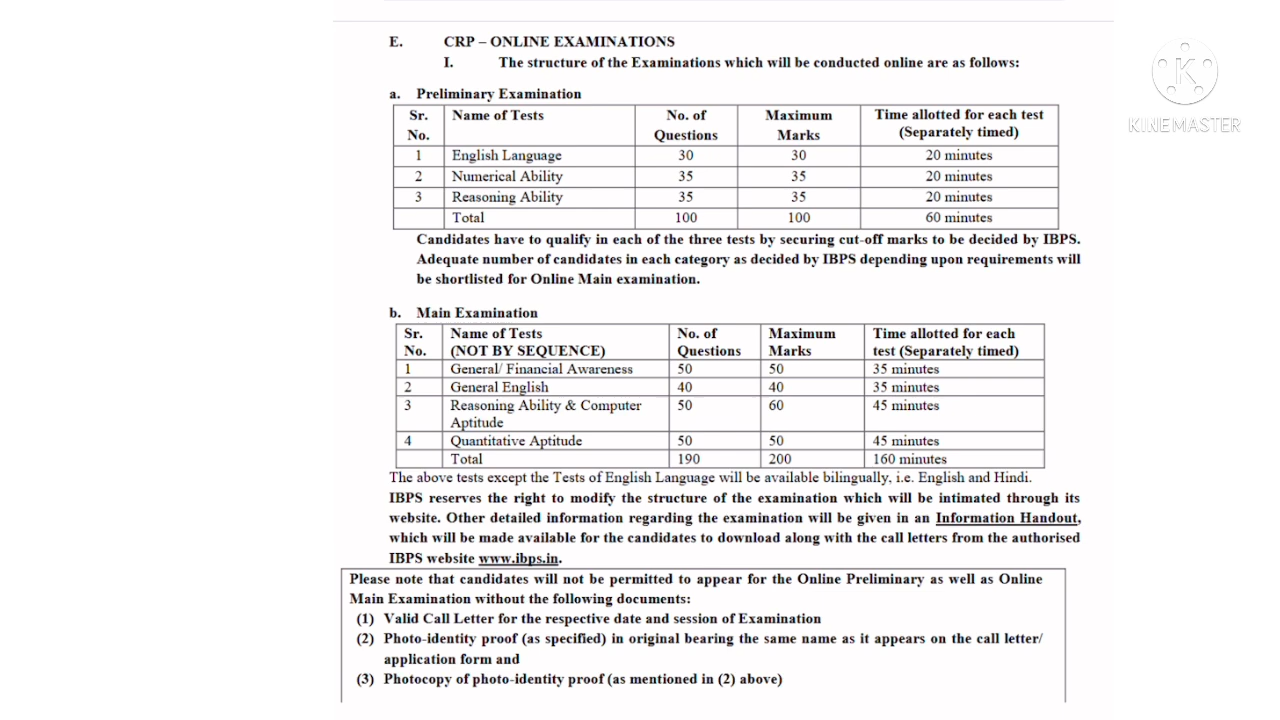 E. CRP – ONLINE EXAMINATIONS
I. The structure of the Examinations which will be conducted online are as follows:
K
KINEMASTER
a. Preliminary Examination
Sr. No. Name of Tests No. of Questions Maximum Marks Time allotted for each test (Separately timed)
1 English Language 30 30 20 minutes
2 Numerical Ability 35 35 20 minutes
3 Reasoning Ability 35 35 20 minutes
Total 100 100 60 minutes
Candidates have to qualify in each of the three tests by securing cut-off marks to be decided by IBPS.
Adequate number of candidates in each category as decided by IBPS depending upon requirements will
be shortlisted for Online Main examination.
b. Main Examination
Sr. No. Name of Tests (NOT BY SEQUENCE) No. of Questions Maximum Marks Time allotted for each test (Separately timed)
1 General/ Financial Awareness 50 50 35 minutes
2 General English 40 40 35 minutes
3 Reasoning Ability & Computer Aptitude 50 60 45 minutes
4 Quantitative Aptitude 50 50 45 minutes
Total 190 200 160 minutes
The above tests except the Tests of English Language will be available bilingually, i.e. English and Hindi.
IBPS reserves the right to modify the structure of the examination which will be intimated through its
website. Other detailed information regarding the examination will be given in an Information Handout,
which will be made available for the candidates to download along with the call letters from the authorised
IBPS website www.ibps.in.
Please note that candidates will not be permitted to appear for the Online Preliminary as well as Online
Main Examination without the following documents:
(1) Valid Call Letter for the respective date and session of Examination
(2) Photo-identity proof (as specified) in original bearing the same name as it appears on the call letter/
application form and
(3) Photocopy of photo-identity proof (as mentioned in (2) above)